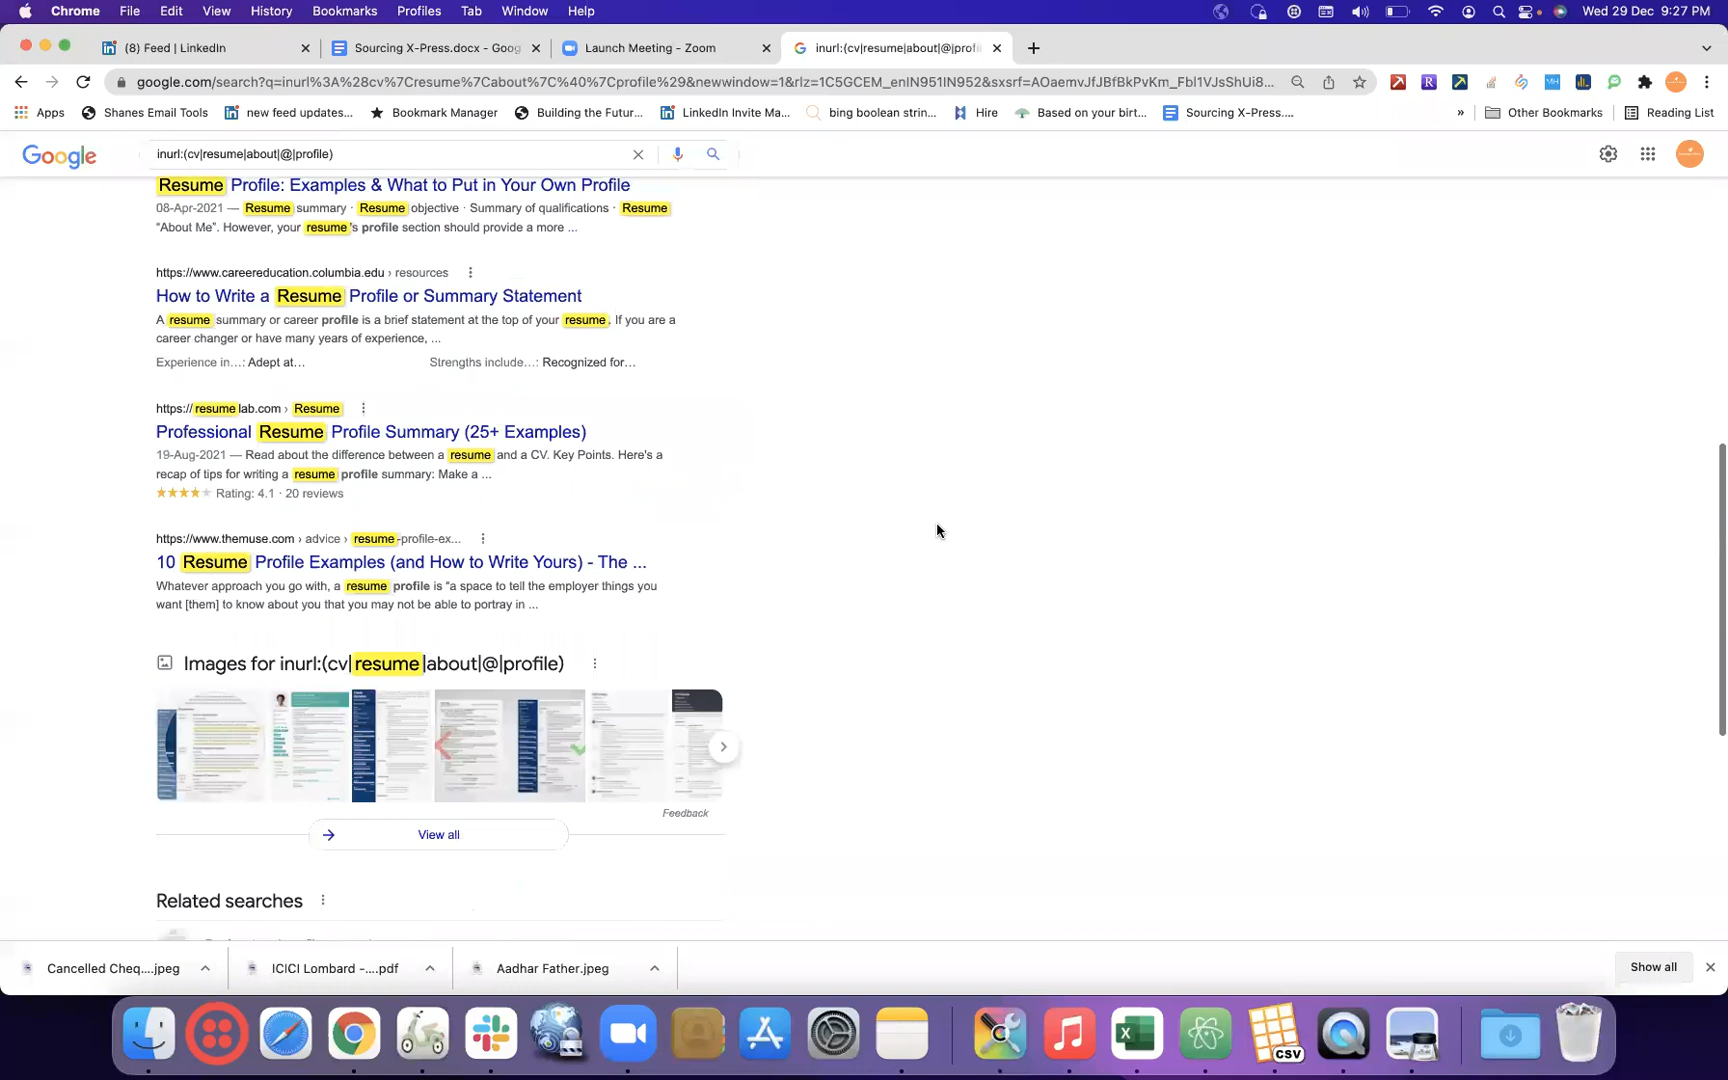 Chrome File Edit View History Bookmarks Profiles Tab Window Help Wed 29 Dec 9:27 PM
(8) Feed | LinkedIn Sourcing X-Press.docx - Goog Launch Meeting - Zoom inurl:(cv|resume|about|@|profi
google.com/search?q=inurl%3A%28cv%7Cresume%7Cabout%7C%40%7Cprofile%29&newwindow=1&rlz=1C5GCEM_enIN951IN952&sxsrf=AOaemvJfJBfBkPvKm_Fbl1VJsShUi8...
Apps Shanes Email Tools new feed updates... Bookmark Manager Building the Futur... LinkedIn Invite Ma... bing boolean strin... Hire Based on your birt... Sourcing X-Press.... » Other Bookmarks Reading List
Google inurl:(cv|resume|about|@|profile)
Resume Profile: Examples & What to Put in Your Own Profile
08-Apr-2021 — Resume summary · Resume objective · Summary of qualifications · Resume
"About Me". However, your resume's profile section should provide a more ...
https://www.careereducation.columbia.edu › resources
How to Write a Resume Profile or Summary Statement
A resume summary or career profile is a brief statement at the top of your resume. If you are a
career changer or have many years of experience, ...
Experience in...: Adept at... Strengths include...: Recognized for...
https://resumelab.com › Resume
Professional Resume Profile Summary (25+ Examples)
19-Aug-2021 — Read about the difference between a resume and a CV. Key Points. Here's a
recap of tips for writing a resume profile summary: Make a ...
Rating: 4.1 · 20 reviews
https://www.themuse.com › advice › resume-profile-ex...
10 Resume Profile Examples (and How to Write Yours) - The ...
Whatever approach you go with, a resume profile is "a space to tell the employer things you
want [them] to know about you that you may not be able to portray in ...
Images for inurl:(cv|resume|about|@|profile)
Feedback
View all
Related searches
Cancelled Cheq....jpeg ICICI Lombard -....pdf Aadhar Father.jpeg Show all
CSV